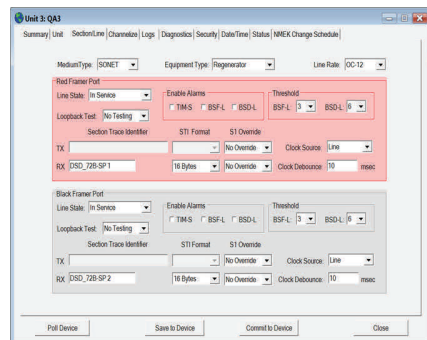 Unit 3: QA3
Summary Unit Section/Line Channelize Logs Diagnostics Security Date/Time Status NMEK Change Schedule
MediumType: SONET Equipment Type: Regenerator Line Rate: OC-12
Red Framer Port
Line State: In Service Enable Alarms Threshold
TIM-S BSF-L BSD-L BSF-L: 3 BSD-L: 6
Loopback Test: No Testing
Section Trace Identifier STI Format S1 Override
TX No Override Clock Source: Line
RX DSD_72B-SP1 16 Bytes No Override Clock Debounce: 10 msec
Black Framer Port
Line State: In Service Enable Alarms Threshold
TIM-S BSF-L BSD-L BSF-L: 3 BSD-L: 6
Loopback Test: No Testing
Section Trace Identifier STI Format S1 Override
TX No Override Clock Source: Line
RX DSD_72B-SP2 16 Bytes No Override Clock Debounce: 10 msec
Poll Device Save to Device Commit to Device Close